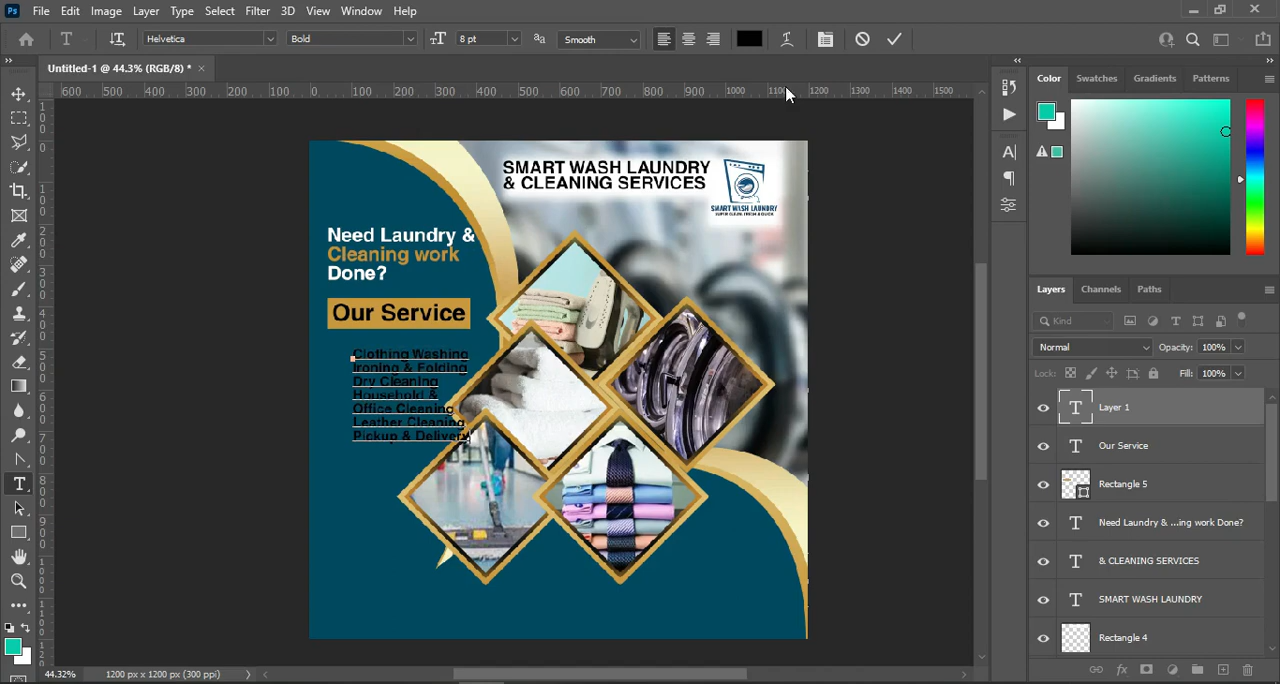 File Edit Image Layer Type Select Filter 3D View Window Help
Helvetica Bold 8 pt Smooth
Untitled-1 @ 44.3% (RGB/8) *
600 500 400 300 200 100 0 100 200 300 400 500 600 700 800 900 1000 1100 1200 1300 1400 1500
SMART WASH LAUNDRY
& CLEANING SERVICES
SMART WASH LAUNDRY
Need Laundry &
Cleaning work
Done?
Our Service
Clothing Washing
Ironing & Folding
Dry Cleaning
Household &
Office Cleaning
Leather Cleaning
Pickup & Delivery
Color Swatches Gradients Patterns
Layers Channels Paths
Kind
Normal Opacity: 100%
Lock: Fill: 100%
Layer 1
Our Service
Rectangle 5
Need Laundry & ...ing work Done?
& CLEANING SERVICES
SMART WASH LAUNDRY
Rectangle 4
44.32% 1200 px x 1200 px (300 ppi)